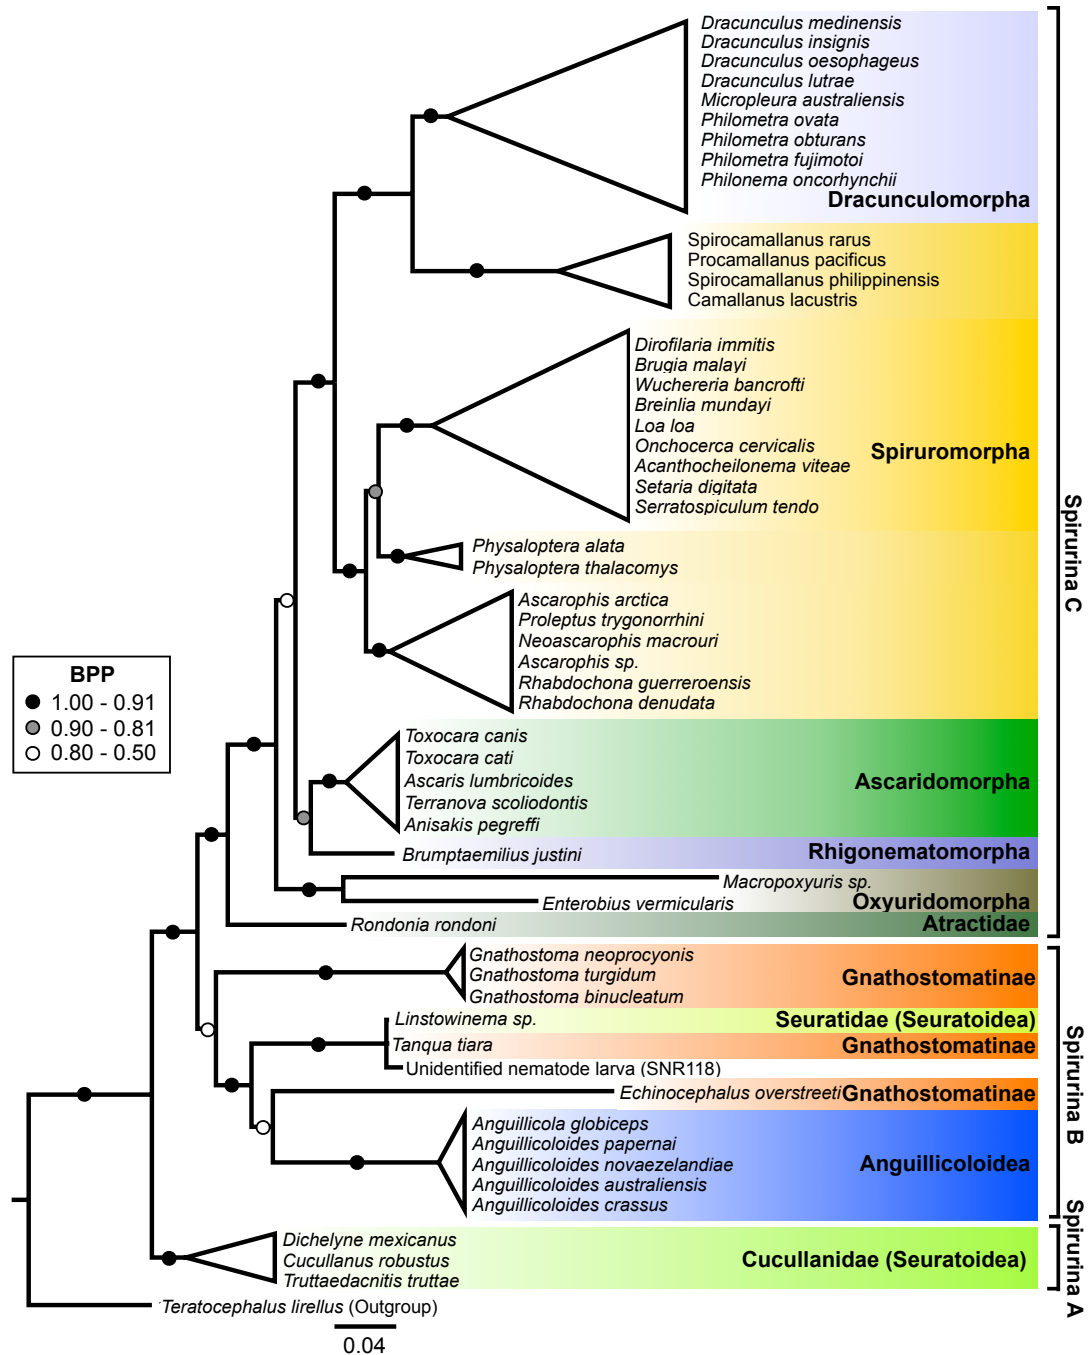 Dracunculus medinensis
Dracunculus insignis
Dracunculus oesophageus
Dracunculus lutrae
Micropleura australiensis
Philometra ovata
Philometra obturans
Philometra fujimotoi
Philonema oncorhynchii
Dracunculomorpha
Spirocamallanus rarus
Procamallanus pacificus
Spirocamallanus philippinensis
Camallanus lacustris
Dirofilaria immitis
Brugia malayi
Wuchereria bancrofti
Breinlia mundayi
Loa loa
Onchocerca cervicalis
Acanthocheilonema viteae
Setaria digitata
Serratospiculum tendo
Spiruromorpha
Physaloptera alata
Physaloptera thalacomys
Ascarophis arctica
Proleptus trygonorrhini
Neoascarophis macrouri
Ascarophis sp.
Rhabdochona guerreroensis
Rhabdochona denudata
Toxocara canis
Toxocara cati
Ascaris lumbricoides
Terranova scoliodontis
Anisakis pegreffi
Ascaridomorpha
Brumptaemilius justini
Rhigonematomorpha
Macropoxyuris sp.
Enterobius vermicularis
Oxyuridomorpha
Rondonia rondoni
Atractidae
Spirurina C
Gnathostoma neoprocyonis
Gnathostoma turgidum
Gnathostoma binucleatum
Gnathostomatinae
Linstowinema sp.
Seuratidae (Seuratoidea)
Tanqua tiara
Gnathostomatinae
Unidentified nematode larva (SNR118)
Echinocephalus overstreeti
Gnathostomatinae
Anguillicola globiceps
Anguillicoloides papernai
Anguillicoloides novaezelandiae
Anguillicoloides australiensis
Anguillicoloides crassus
Anguillicoloidea
Spirurina B
Dichelyne mexicanus
Cucullanus robustus
Truttaedacnitis truttae
Cucullanidae (Seuratoidea)
Spirurina A
Teratocephalus lirellus (Outgroup)
0.04
BPP
1.00 - 0.91
0.90 - 0.81
0.80 - 0.50